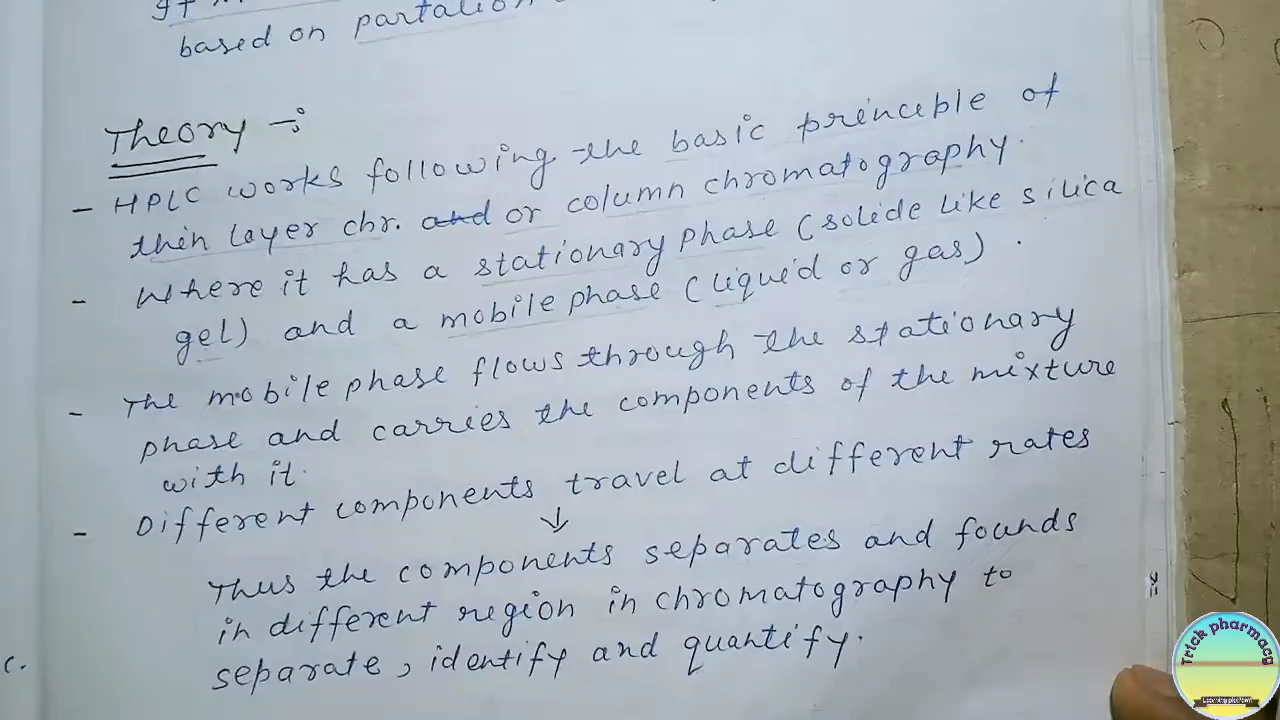 based on partation
Theory -:
- HPLC works following the basic princeble of
thin layer chr. and or column chromatography.
- Where it has a stationary phase (solide like silica
gel) and a mobile phase (liquid or gas).
- The mobile phase flows through the stationary
phase and carries the components of the mixture
with it.
- Different components travel at different rates
↓
Thus the components separates and founds
in different region in chromatography to
separate, identify and quantify.
c.
Trick pharmacy